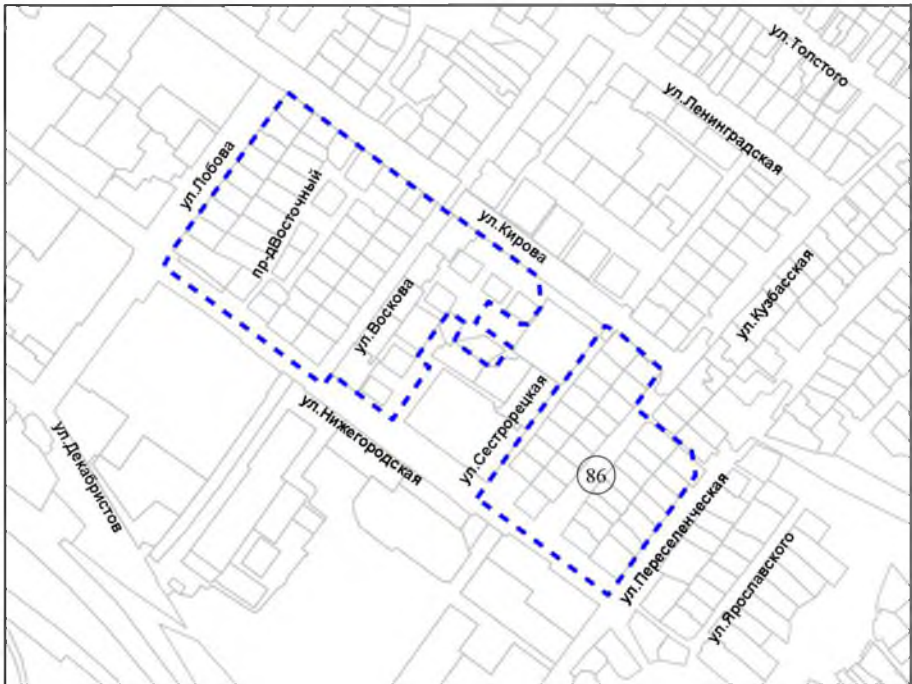 ул.Толстого
ул.Ленинградская
ул.Лобова
пр-дВосточный
ул.Кирова
ул.Кузбасская
ул.Воскова
ул.Сестрорецкая
ул.Нижегородская
ул.Декабристов
86
ул.Переселенческая
ул.Ярославского